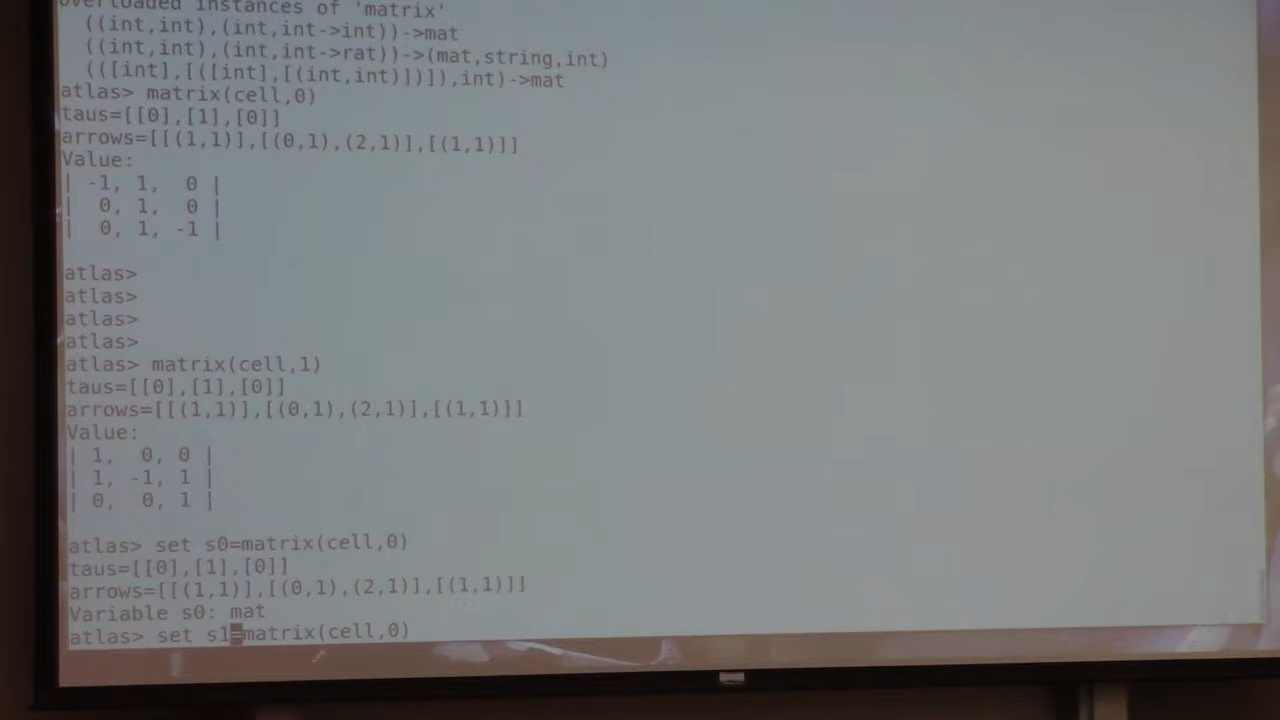 overloaded instances of 'matrix'
((int,int),(int,int->int))->mat
((int,int),(int,int->rat))->(mat,string,int)
(([int],[([int],[(int,int)])]),int)->mat
atlas> matrix(cell,0)
taus=[[0],[1],[0]]
arrows=[[(1,1)],[(0,1),(2,1)],[(1,1)]]
Value:
| -1, 1, 0 |
| 0, 1, 0 |
| 0, 1, -1 |
atlas>
atlas>
atlas>
atlas>
atlas> matrix(cell,1)
taus=[[0],[1],[0]]
arrows=[[(1,1)],[(0,1),(2,1)],[(1,1)]]
Value:
| 1, 0, 0 |
| 1, -1, 1 |
| 0, 0, 1 |
atlas> set s0=matrix(cell,0)
taus=[[0],[1],[0]]
arrows=[[(1,1)],[(0,1),(2,1)],[(1,1)]]
Variable s0: mat
atlas> set s1=matrix(cell,0)